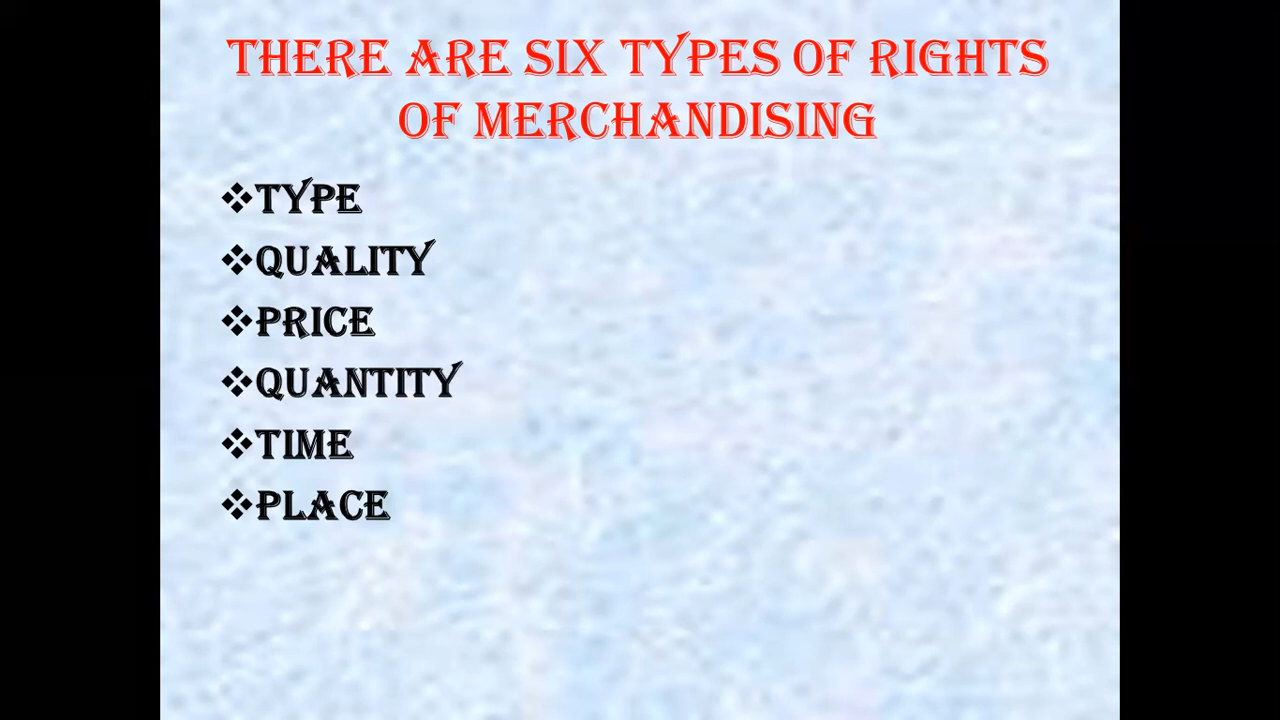 THERE ARE SIX TYPES OF RIGHTS
OF MERCHANDISING
❖TYPE
❖QUALITY
❖PRICE
❖QUANTITY
❖TIME
❖PLACE